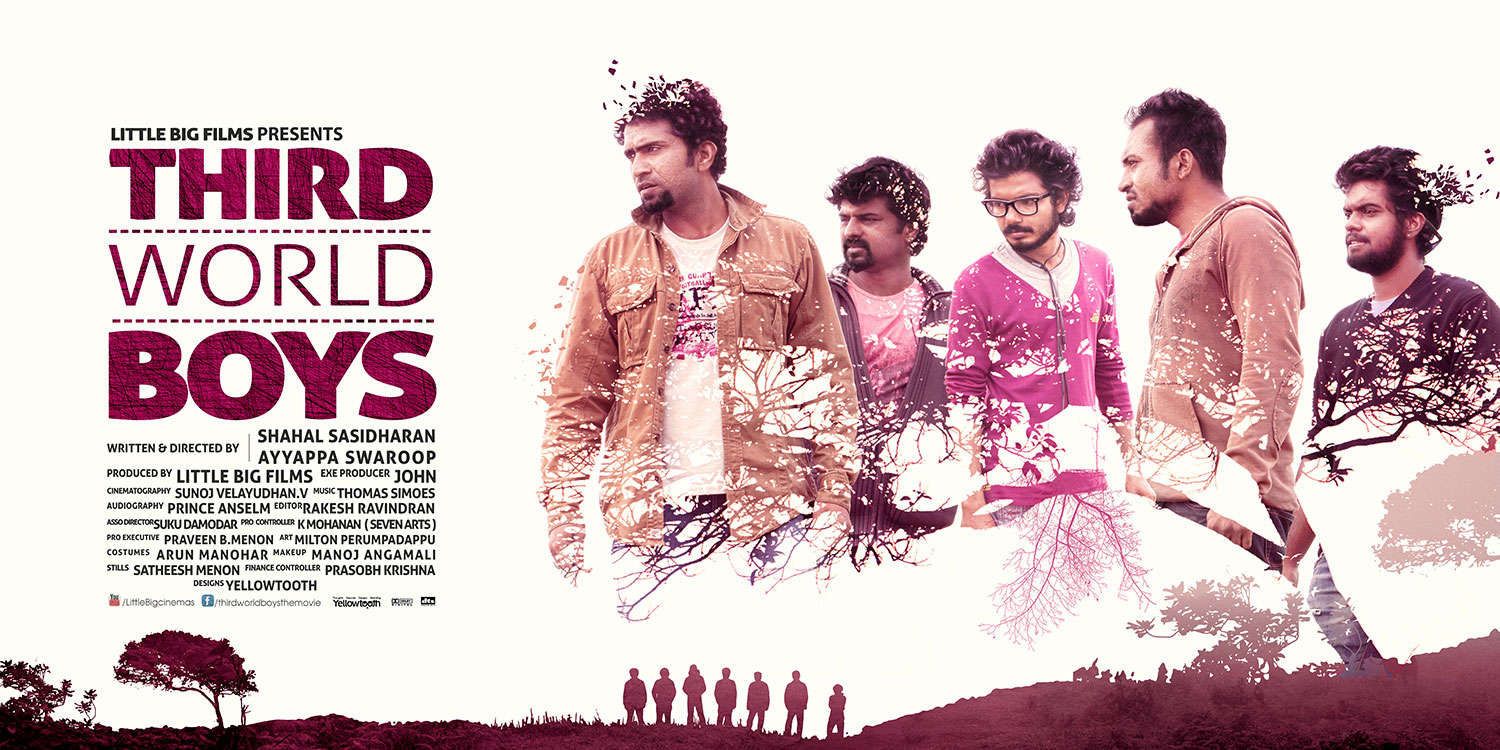 LITTLE BIG FILMS PRESENTS
THIRD
WORLD
BOYS
WRITTEN & DIRECTED BY SHAHAL SASIDHARAN
AYYAPPA SWAROOP
PRODUCED BY LITTLE BIG FILMS EXE PRODUCER JOHN
CINEMATOGRAPHY SUNOJ VELAYUDHAN.V MUSIC THOMAS SIMOES
AUDIOGRAPHY PRINCE ANSELM EDITOR RAKESH RAVINDRAN
ASSO DIRECTOR SUKU DAMODAR PRO CONTROLLER K MOHANAN ( SEVEN ARTS )
PRO EXECUTIVE PRAVEEN B.MENON ART MILTON PERUMPADAPPU
COSTUMES ARUN MANOHAR MAKEUP MANOJ ANGAMALI
STILLS SATHEESH MENON FINANCE CONTROLLER PRASOBH KRISHNA
DESIGNS YELLOWTOOTH
You /LittleBigcinemas f /thirdworldboysthemovie Yellowtooth dts